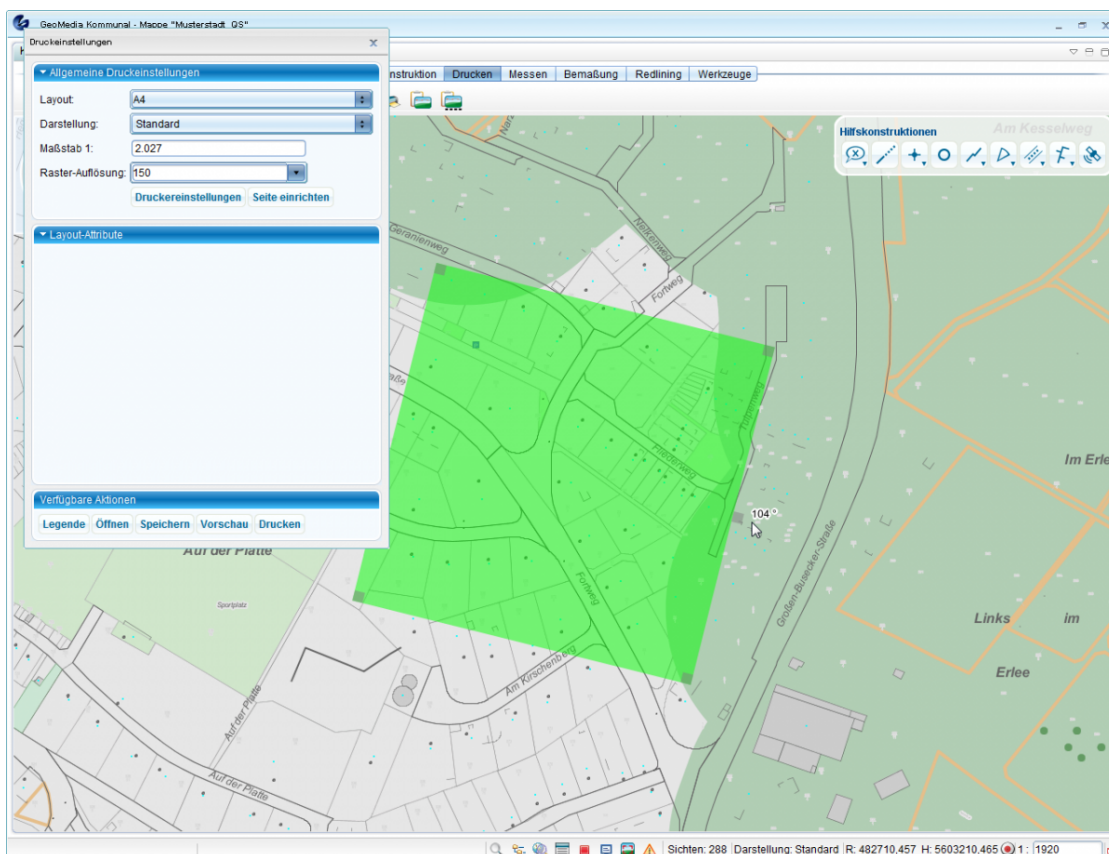 GeoMedia Kommunal - Mappe "Musterstadt_QS"
Druckeinstellungen
Allgemeine Druckeinstellungen
Layout: A4
Darstellung: Standard
Maßstab 1: 2.027
Raster-Auflösung: 150
Druckereinstellungen Seite einrichten
Layout-Attribute
Verfügbare Aktionen
Legende Öffnen Speichern Vorschau Drucken
nstruktion Drucken Messen Bemaßung Redlining Werkzeuge
Hilfskonstruktionen
Am Kesselweg
Geranienweg
Nelkenweg
Fortweg
raße
Tulpenweg
Fliederweg
Im Erle
104 °
Großen-Busecker-Straße
Auf der Platte
Sportplatz
Fortweg
Links im
Erlee
Am Kirschenberg
Auf der Platte
Auf der Platte
Sichten: 288 Darstellung: Standard R: 482710,457 H: 5603210,465 1 : 1920